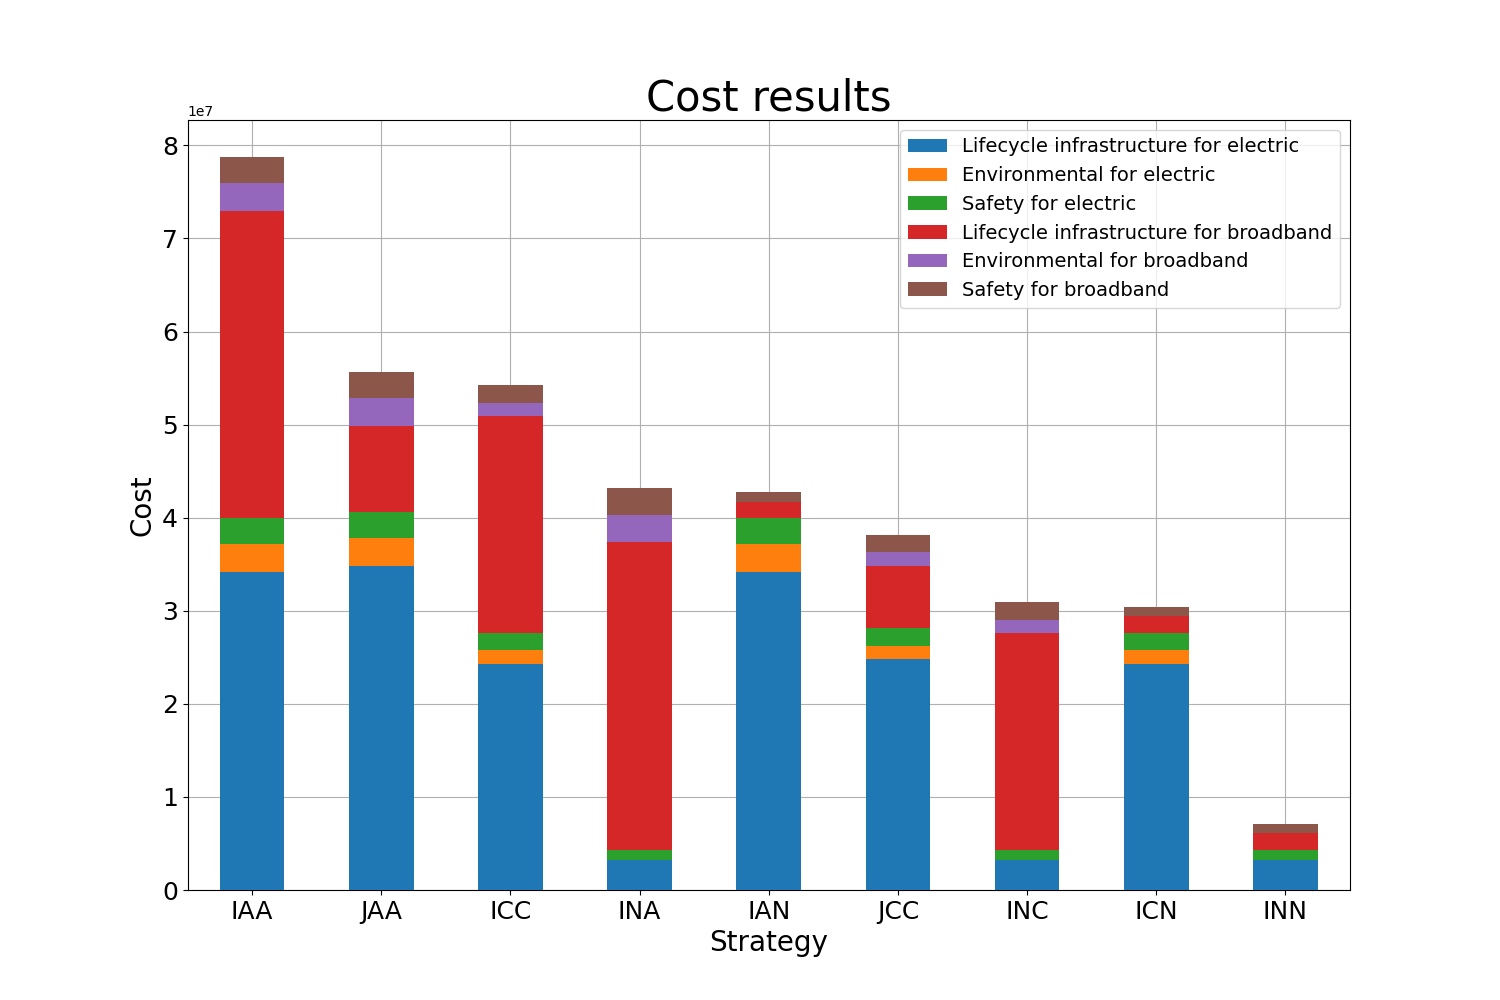 Cost results
1e7
8
7
6
5
4
3
2
1
0
Cost
Lifecycle infrastructure for electric
Environmental for electric
Safety for electric
Lifecycle infrastructure for broadband
Environmental for broadband
Safety for broadband
IAA JAA ICC INA IAN JCC INC ICN INN
Strategy